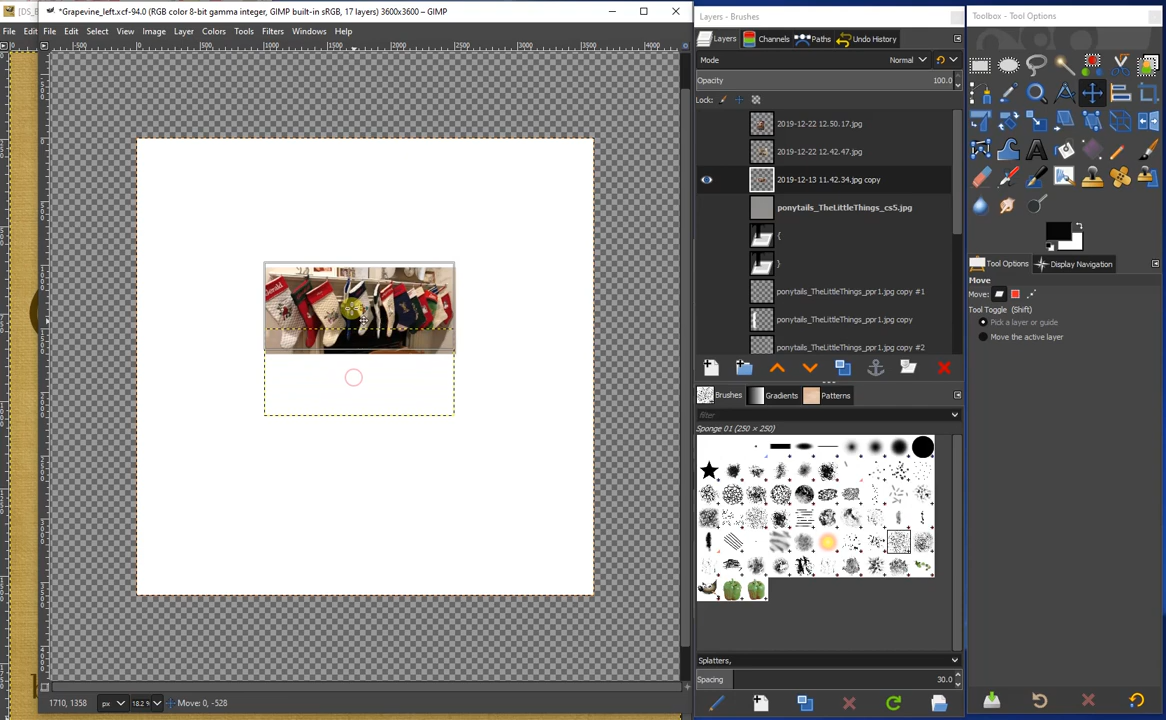 *Grapevine_left.xcf-94.0 (RGB color 8-bit gamma integer, GIMP built-in sRGB, 17 layers) 3600x3600 – GIMP
File Edit Select View Image Layer Colors Tools Filters Windows Help
Layers - Brushes
Layers Channels Paths Undo History
Mode Normal
Opacity 100.0
Lock:
2019-12-22 12.50.17.jpg
2019-12-22 12.42.47.jpg
2019-12-13 11.42.34.jpg copy
ponytails_TheLittleThings_cs5.jpg
{
}
ponytails_TheLittleThings_ppr1.jpg copy #1
ponytails_TheLittleThings_ppr1.jpg copy
ponytails_TheLittleThings_ppr1.jpg copy #2
Brushes Gradients Patterns
filter
Sponge 01 (250 × 250)
Splatters,
Spacing 30.0
Toolbox - Tool Options
Tool Options Display Navigation
Move
Move:
Tool Toggle (Shift)
Pick a layer or guide
Move the active layer
1710, 1358 px 18.2 % Move: 0, -528